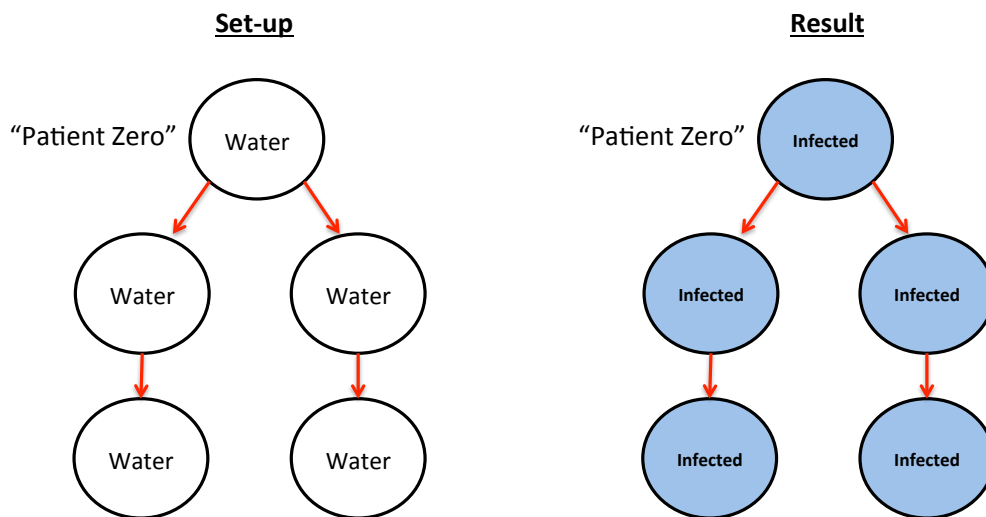 Set-up
"Patient Zero"
Water
Water
Water
Water
Water
Result
"Patient Zero"
Infected
Infected
Infected
Infected
Infected